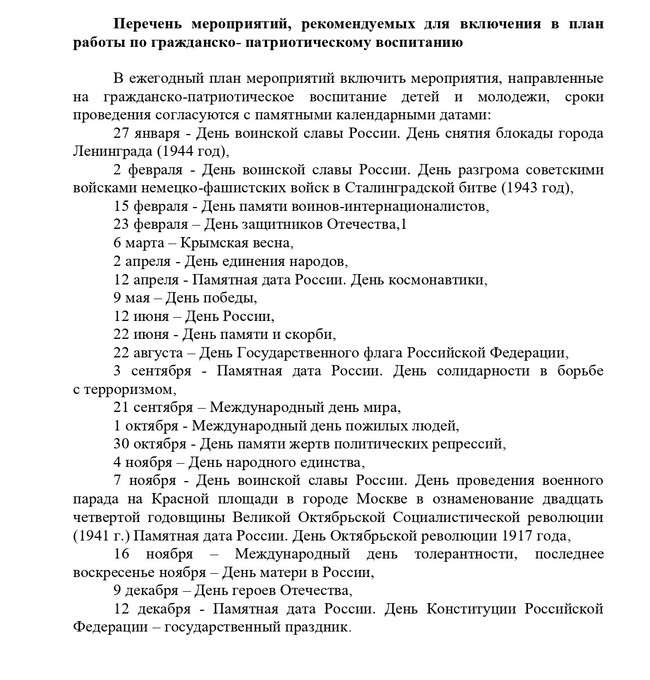 Перечень мероприятий, рекомендуемых для включения в план
работы по гражданско- патриотическому воспитанию
В ежегодный план мероприятий включить мероприятия, направленные
на гражданско-патриотическое воспитание детей и молодежи, сроки
проведения согласуются с памятными календарными датами:
27 января - День воинской славы России. День снятия блокады города
Ленинграда (1944 год),
2 февраля - День воинской славы России. День разгрома советскими
войсками немецко-фашистских войск в Сталинградской битве (1943 год),
15 февраля - День памяти воинов-интернационалистов,
23 февраля – День защитников Отечества,1
6 марта – Крымская весна,
2 апреля - День единения народов,
12 апреля - Памятная дата России. День космонавтики,
9 мая – День победы,
12 июня – День России,
22 июня - День памяти и скорби,
22 августа – День Государственного флага Российской Федерации,
3 сентября - Памятная дата России. День солидарности в борьбе
с терроризмом,
21 сентября – Международный день мира,
1 октября - Международный день пожилых людей,
30 октября - День памяти жертв политических репрессий,
4 ноября – День народного единства,
7 ноября - День воинской славы России. День проведения военного
парада на Красной площади в городе Москве в ознаменование двадцать
четвертой годовщины Великой Октябрьской Социалистической революции
(1941 г.) Памятная дата России. День Октябрьской революции 1917 года,
16 ноября – Международный день толерантности, последнее
воскресенье ноября – День матери в России,
9 декабря – День героев Отечества,
12 декабря - Памятная дата России. День Конституции Российской
Федерации – государственный праздник.